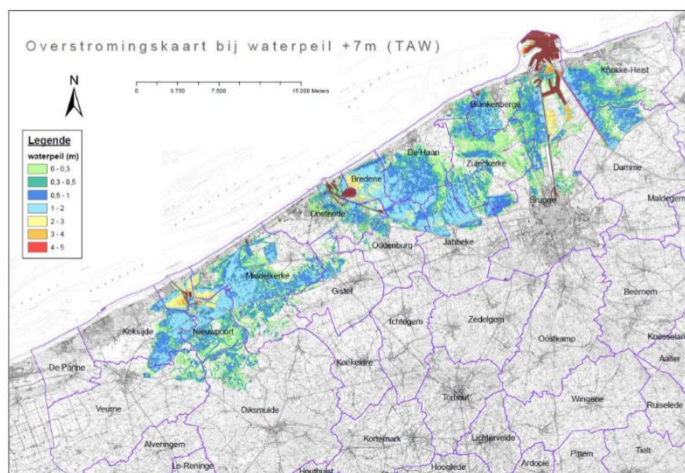 Overstromingskaart bij waterpeil +7m (TAW)
N
0 3.750 7.500 15.000 Meters
Legende
waterpeil (m)
0 - 0,3
0,3 - 0,5
0,5 - 1
1 - 2
2 - 3
3 - 4
4 - 5
Knokke-Heist
Blankenberge
De Haan
Zuienkerke
Damme
Bredene
Maldegem
Oostende
Brugge
Oudenburg
Jabbeke
Middelkerke
Gistel
Beernem
Ichtegem
Zedelgem
Koksijde
Nieuwpoort
Oostkamp
Knesselare
Koekelare
Aalter
De Panne
Torhout
Wingene
Veurne
Diksmuide
Ruiselede
Alveringem
Kortemark
Lichtervelde
Pittem
Tielt
Lo-Reninge
Hooglede
Ardooie
Houthulst